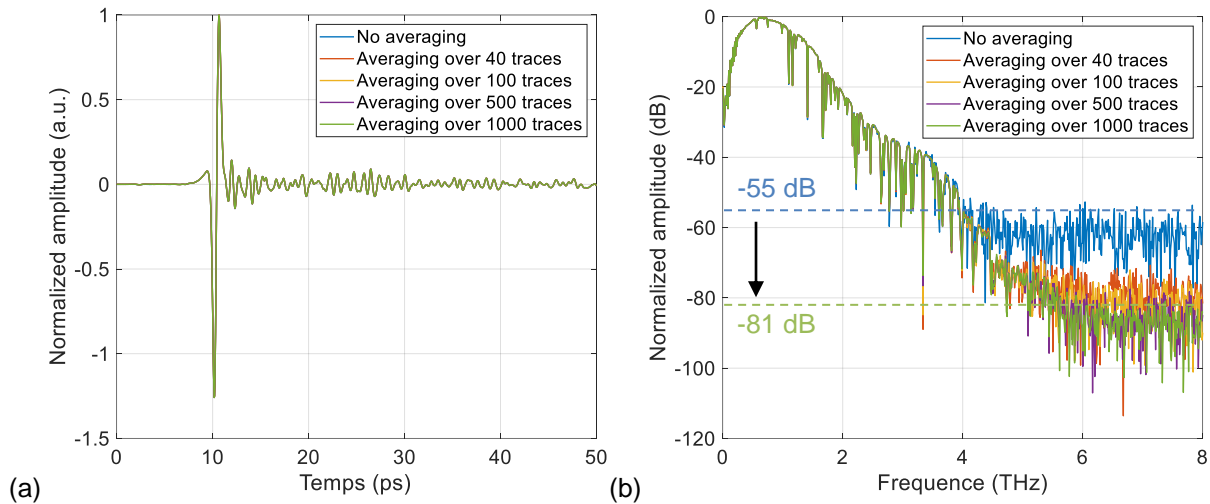 1
0.5
0
-0.5
-1
-1.5
Normalized amplitude (a.u.)
No averaging
Averaging over 40 traces
Averaging over 100 traces
Averaging over 500 traces
Averaging over 1000 traces
0 10 20 30 40 50
Temps (ps)
(a)
0
-20
-40
-60
-80
-100
-120
Normalized amplitude (dB)
No averaging
Averaging over 40 traces
Averaging over 100 traces
Averaging over 500 traces
Averaging over 1000 traces
-55 dB
-81 dB
0 2 4 6 8
Frequence (THz)
(b)